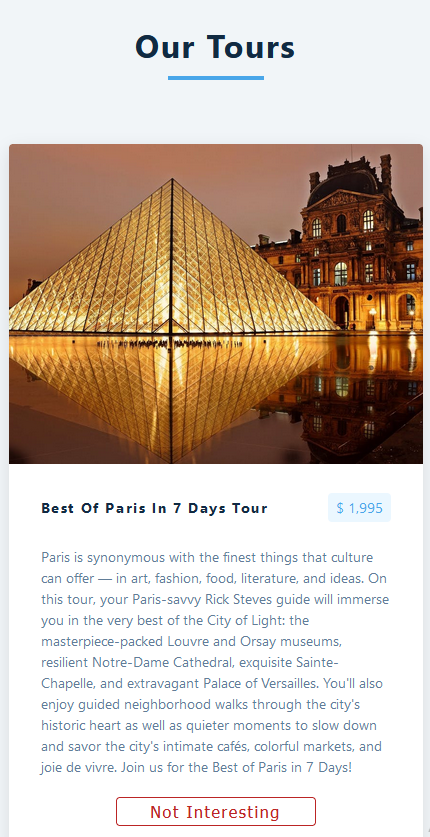 Our Tours
Best Of Paris In 7 Days Tour
$ 1,995
Paris is synonymous with the finest things that culture
can offer — in art, fashion, food, literature, and ideas. On
this tour, your Paris-savvy Rick Steves guide will immerse
you in the very best of the City of Light: the
masterpiece-packed Louvre and Orsay museums,
resilient Notre-Dame Cathedral, exquisite Sainte-
Chapelle, and extravagant Palace of Versailles. You'll also
enjoy guided neighborhood walks through the city's
historic heart as well as quieter moments to slow down
and savor the city's intimate cafés, colorful markets, and
joie de vivre. Join us for the Best of Paris in 7 Days!
Not Interesting